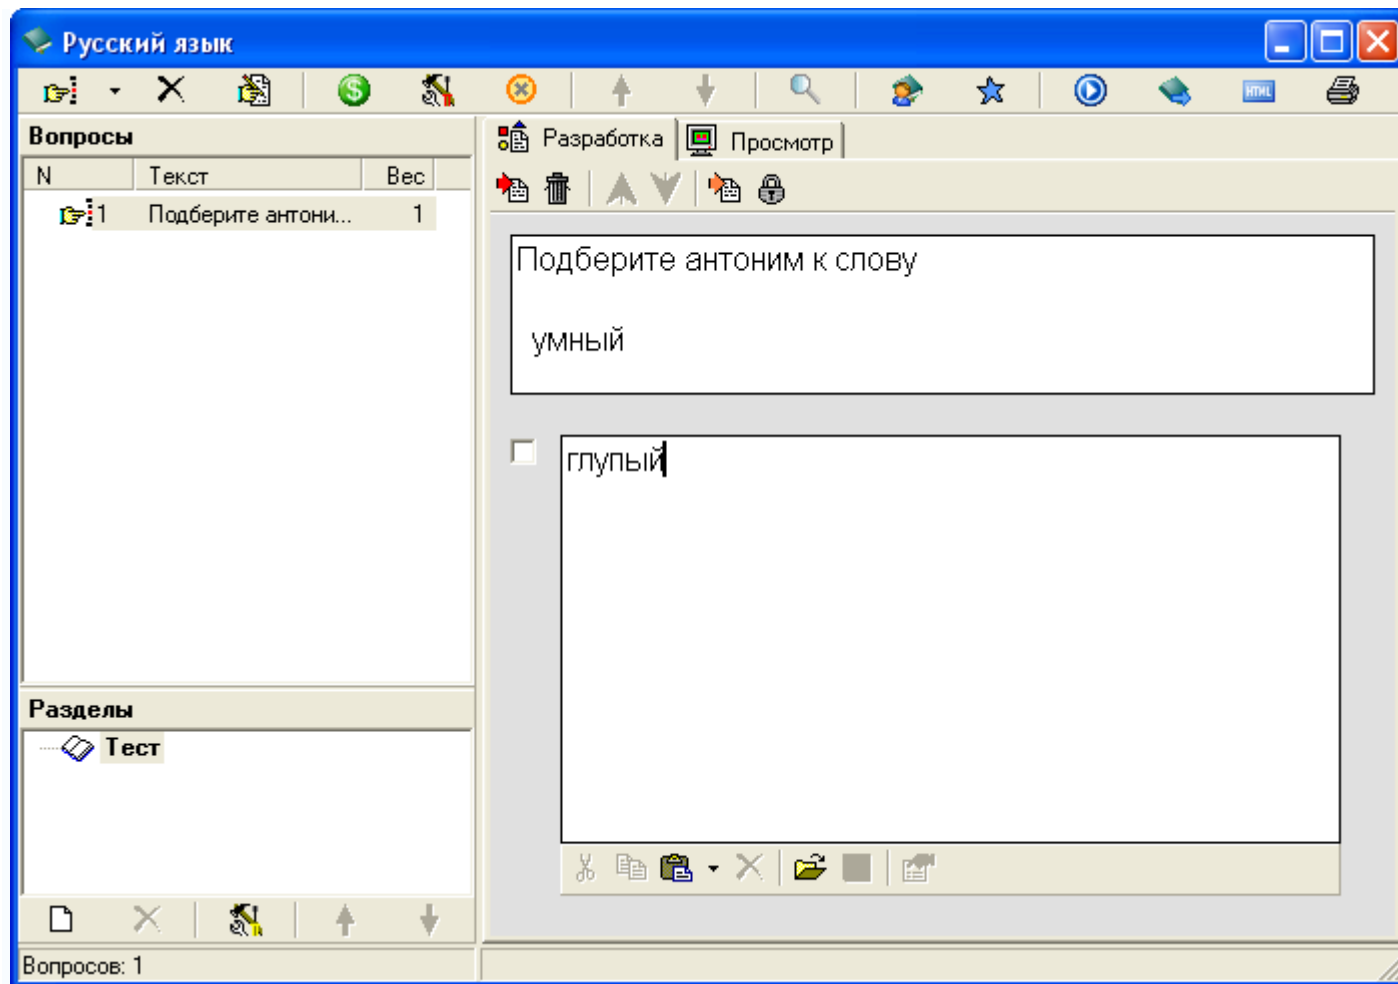 Русский язык
Вопросы
N Текст Вес
1 Подберите антони... 1
Разделы
Тест
Вопросов: 1
HTML
Разработка Просмотр
Подберите антоним к слову
умный
глупый